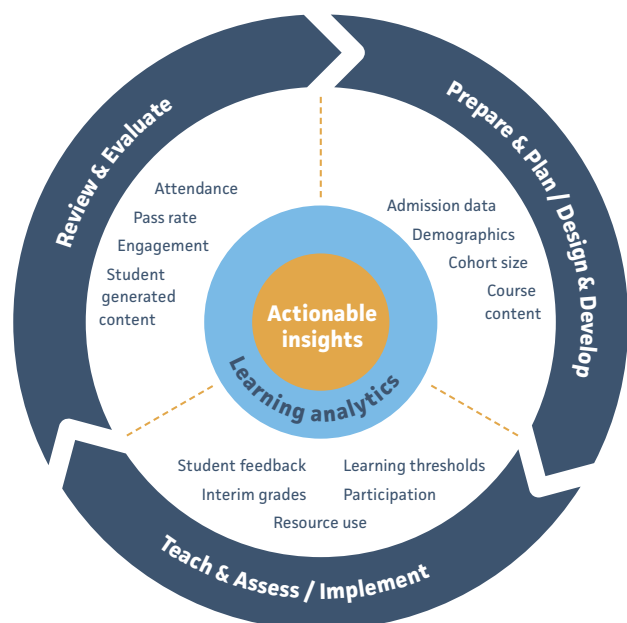 Review & Evaluate
Prepare & Plan / Design & Develop
Attendance
Pass rate
Engagement
Student
generated
content
Admission data
Demographics
Cohort size
Course
content
Actionable
insights
Learning analytics
Student feedback
Learning thresholds
Interim grades
Participation
Resource use
Teach & Assess / Implement